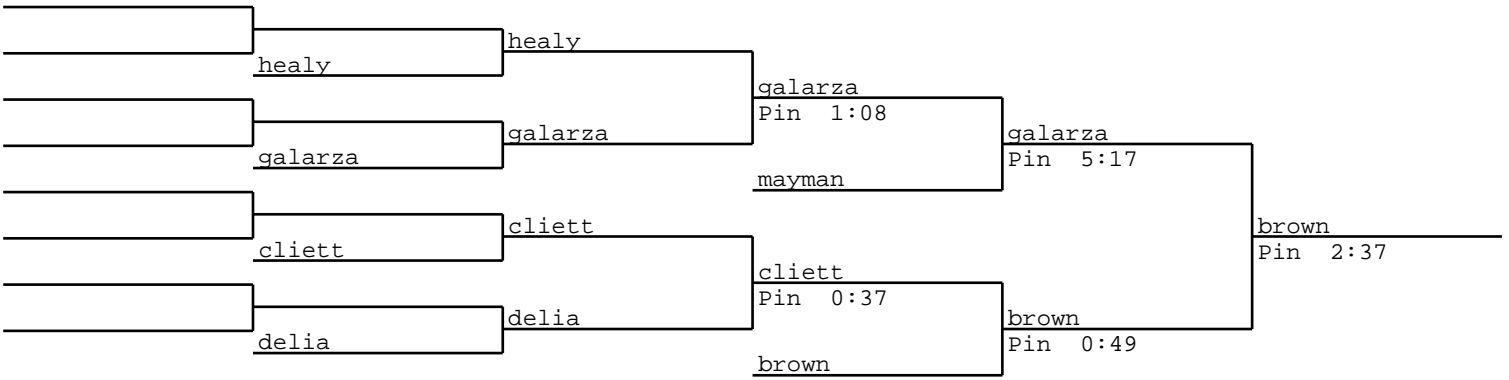 healy
healy
galarza
Pin 1:08
galarza
galarza
Pin 5:17
galarza
mayman
cliett
brown
cliett
Pin 2:37
cliett
Pin 0:37
delia
brown
delia
Pin 0:49
brown